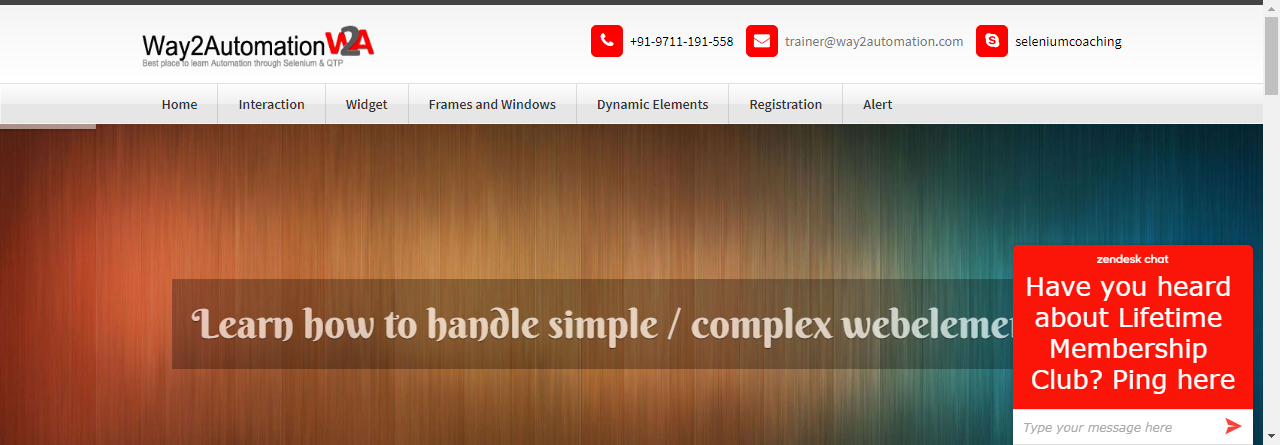 Way2Automation W2A
Best place to learn Automation through Selenium & QTP
+91-9711-191-558
trainer@way2automation.com
seleniumcoaching
Home
Interaction
Widget
Frames and Windows
Dynamic Elements
Registration
Alert
Learn how to handle simple / complex webelemen
zendesk chat
Have you heard
about Lifetime
Membership
Club? Ping here
Type your message here